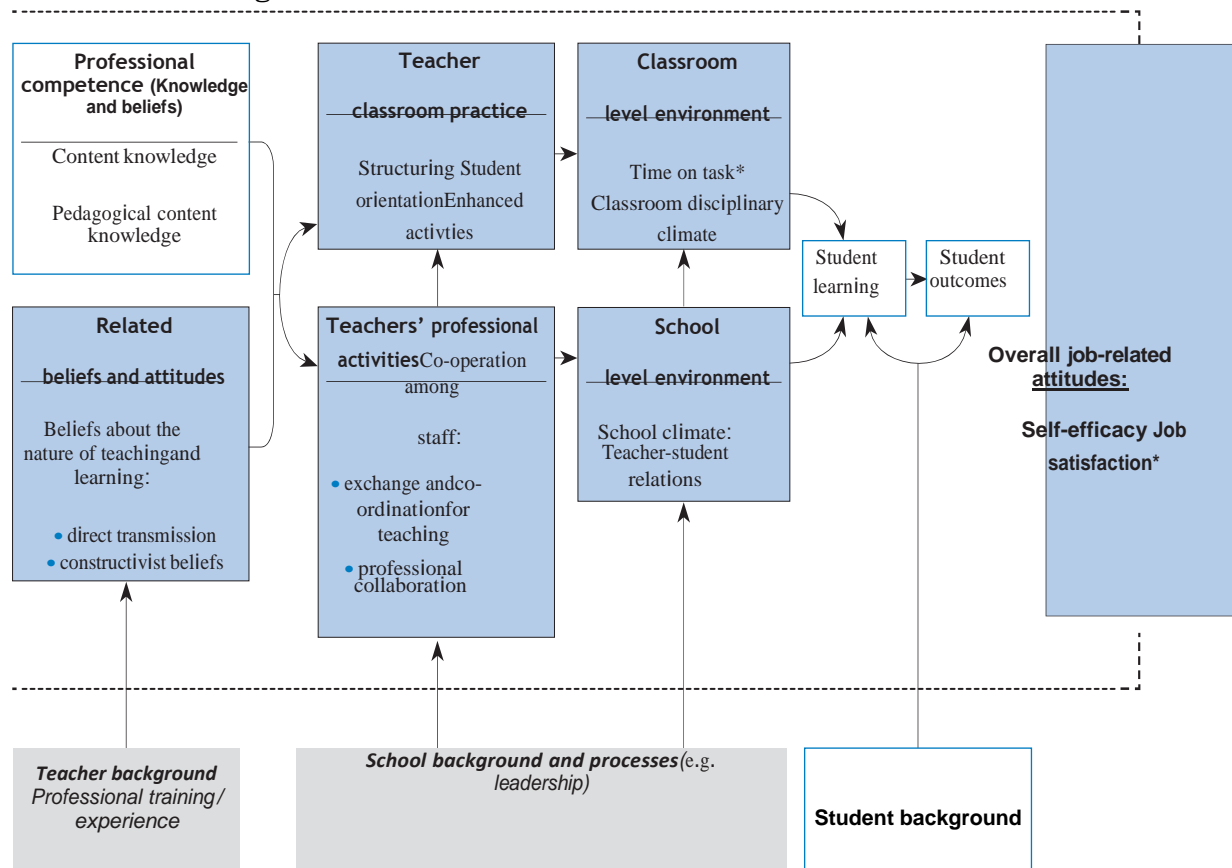 Professional
competence (Knowledge
and beliefs)
Content knowledge
Pedagogical content
knowledge
Teacher
classroom practice
Structuring Student
orientationEnhanced
activties
Classroom
level environment
Time on task*
Classroom disciplinary
climate
Student
learning
Student
outcomes
Related
beliefs and attitudes
Beliefs about the
nature of teachingand
learning:
• direct transmission
• constructivist beliefs
Teachers' professional
activitiesCo-operation
among
staff:
• exchange andco-
ordinationfor
teaching
• professional
collaboration
School
level environment
School climate:
Teacher-student
relations
Overall job-related
attitudes:
Self-efficacy Job
satisfaction*
Teacher background
Professional training/
experience
School background and processes(e.g.
leadership)
Student background